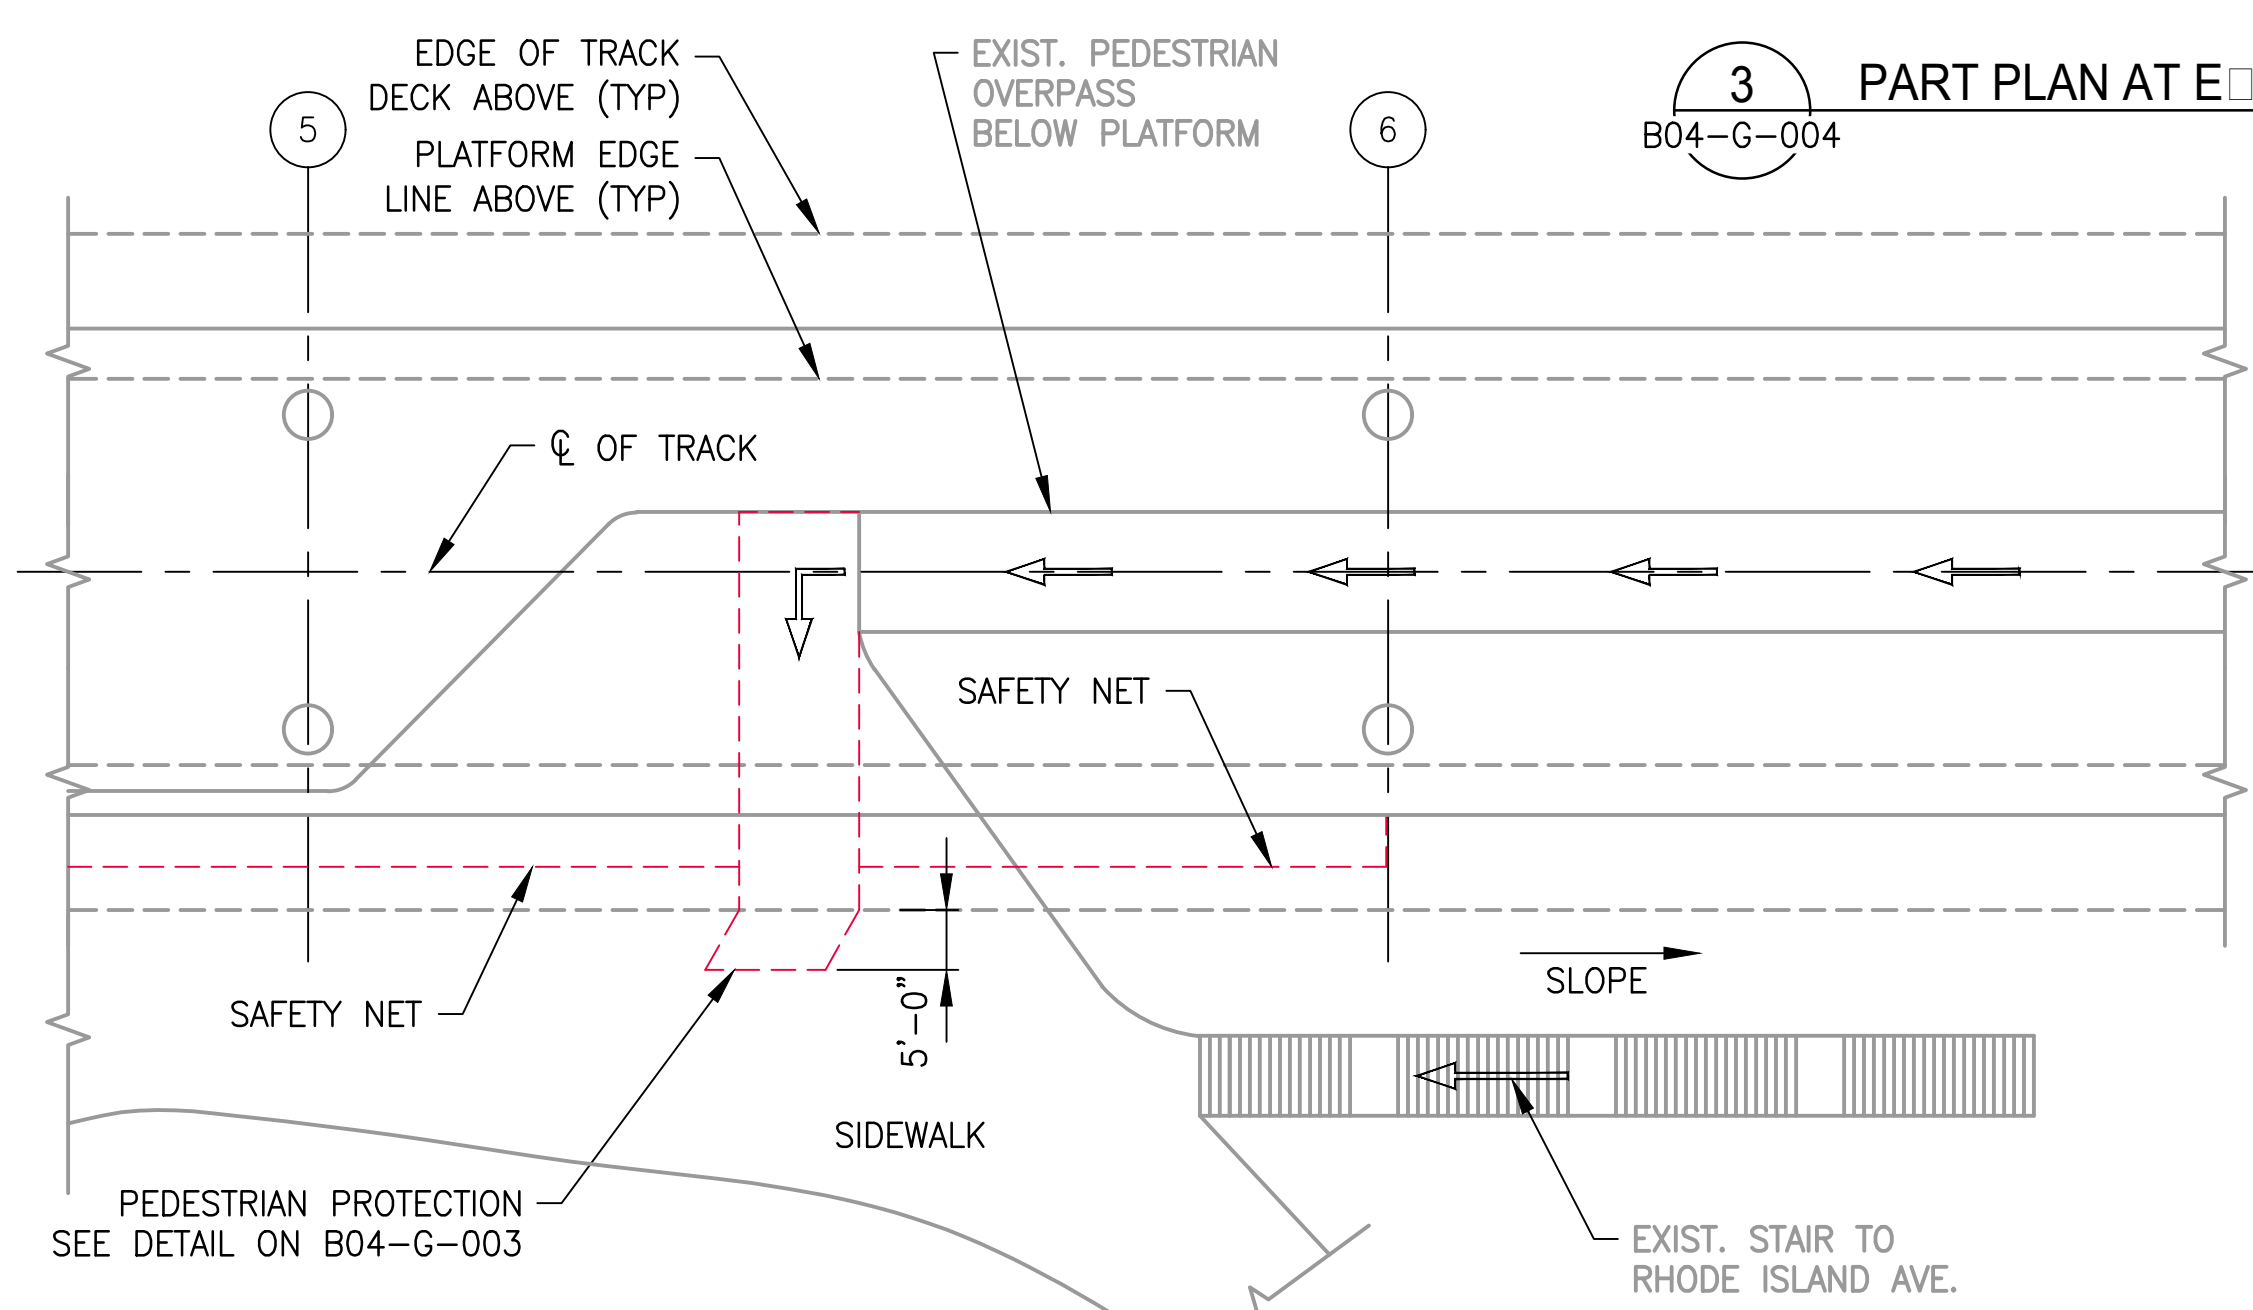 EDGE OF TRACK
DECK ABOVE (TYP)
PLATFORM EDGE
LINE ABOVE (TYP)
EXIST. PEDESTRIAN
OVERPASS
BELOW PLATFORM
5
6
3
PART PLAN AT
B04-G-004
℄ OF TRACK
SAFETY NET
SAFETY NET
5'-0"
SLOPE
SIDEWALK
PEDESTRIAN PROTECTION
SEE DETAIL ON B04-G-003
EXIST. STAIR TO
RHODE ISLAND AVE.